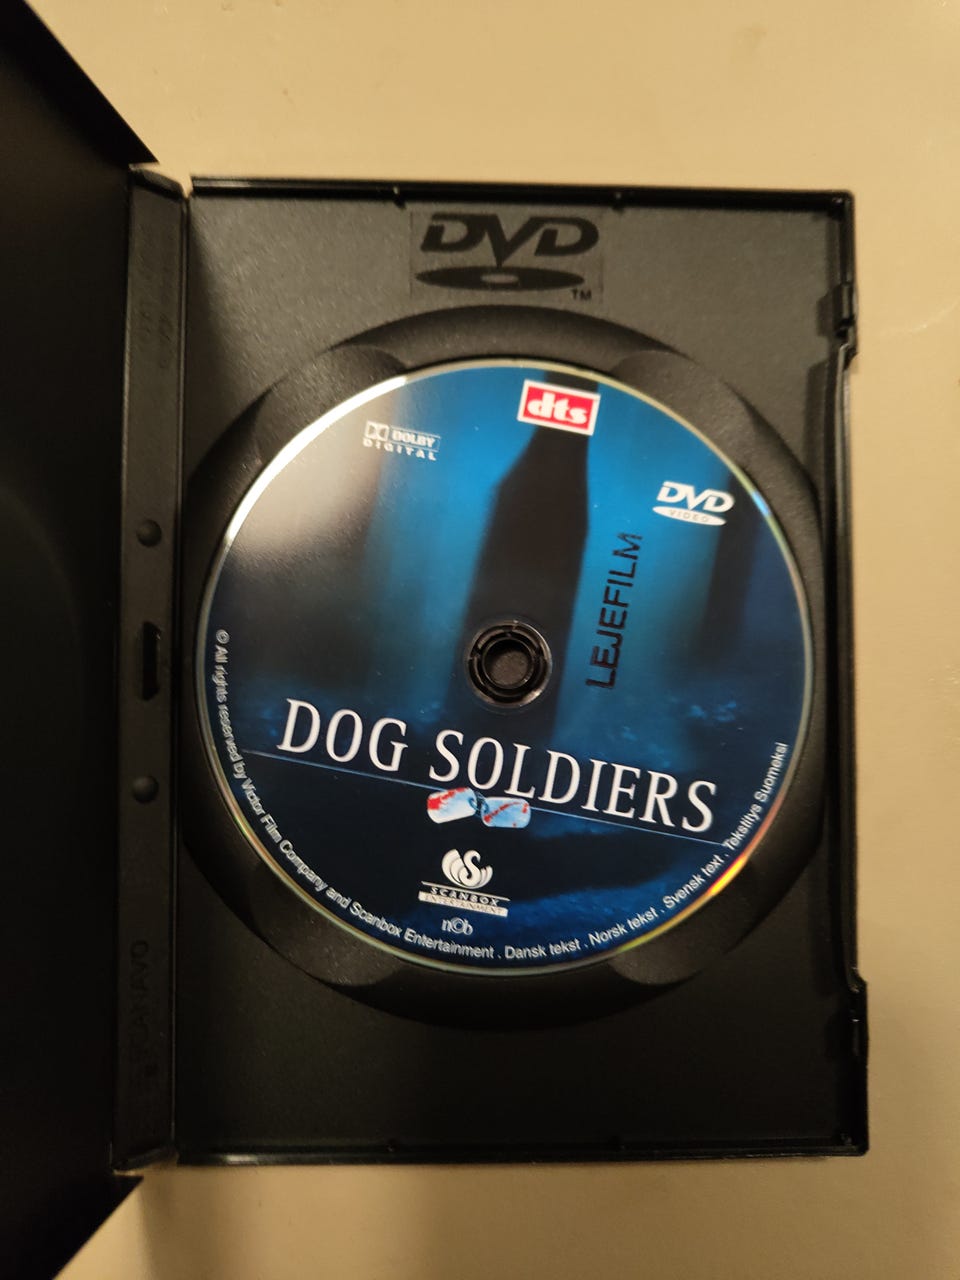 DVD
TM
dts
DOLBY
DIGITAL
DVD
VIDEO
LEJEFILM
DOG SOLDIERS
S
SCANBOX
ENTERTAINMENT
n©b
© All rights reserved by Victor Film Company and Scanbox Entertainment . Dansk tekst . Norsk tekst . Svensk text . Tekstitys Suomeksi
SCANAVO